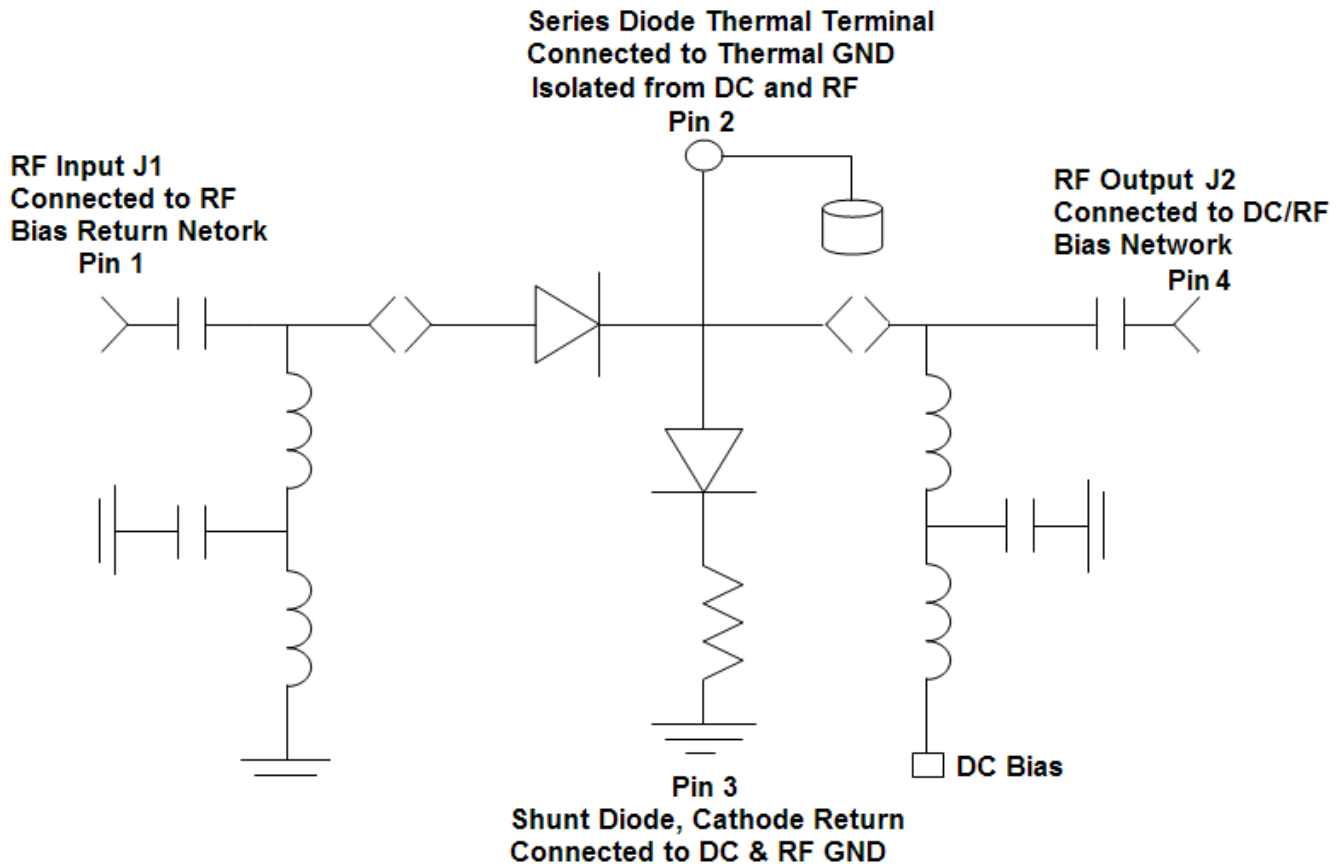 Series Diode Thermal Terminal
Connected to Thermal GND
Isolated from DC and RF
Pin 2
RF Input J1
Connected to RF
Bias Return Netork
Pin 1
RF Output J2
Connected to DC/RF
Bias Network
Pin 4
DC Bias
Pin 3
Shunt Diode, Cathode Return
Connected to DC & RF GND